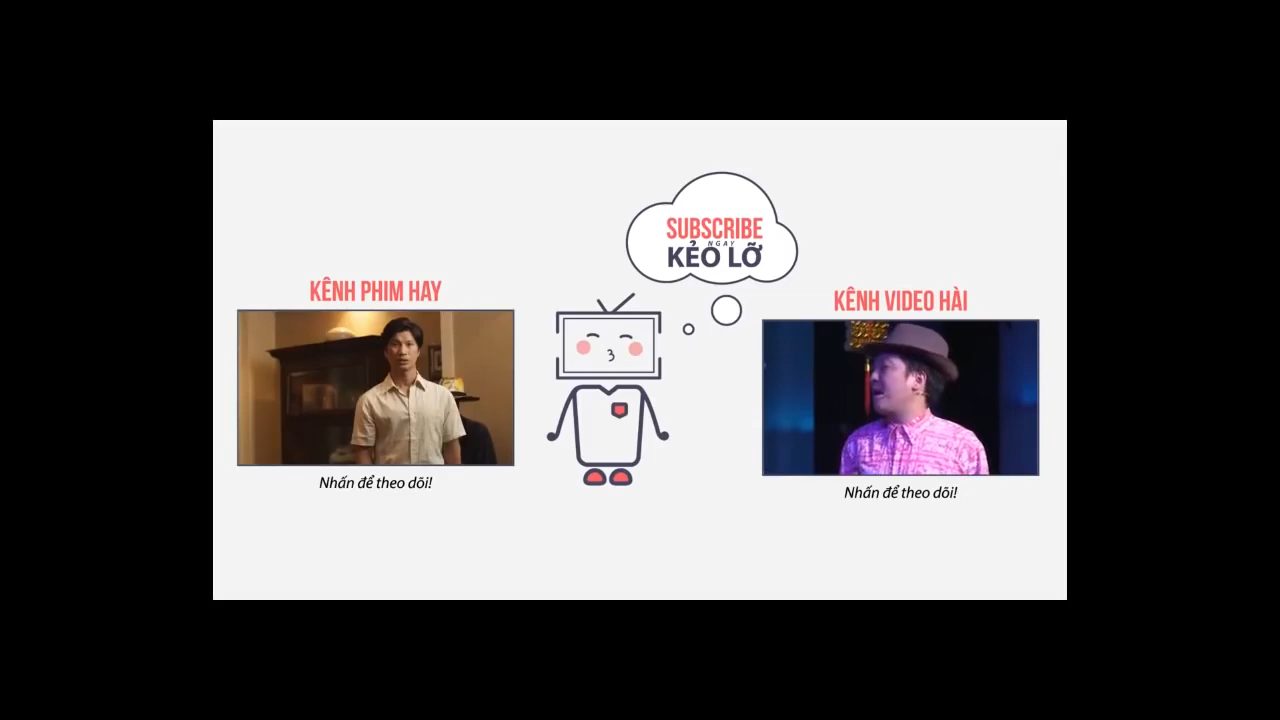 SUBSCRIBE
NGAY
KẺO LỠ
KÊNH PHIM HAY
KÊNH VIDEO HÀI
Nhấn để theo dõi!
Nhấn để theo dõi!